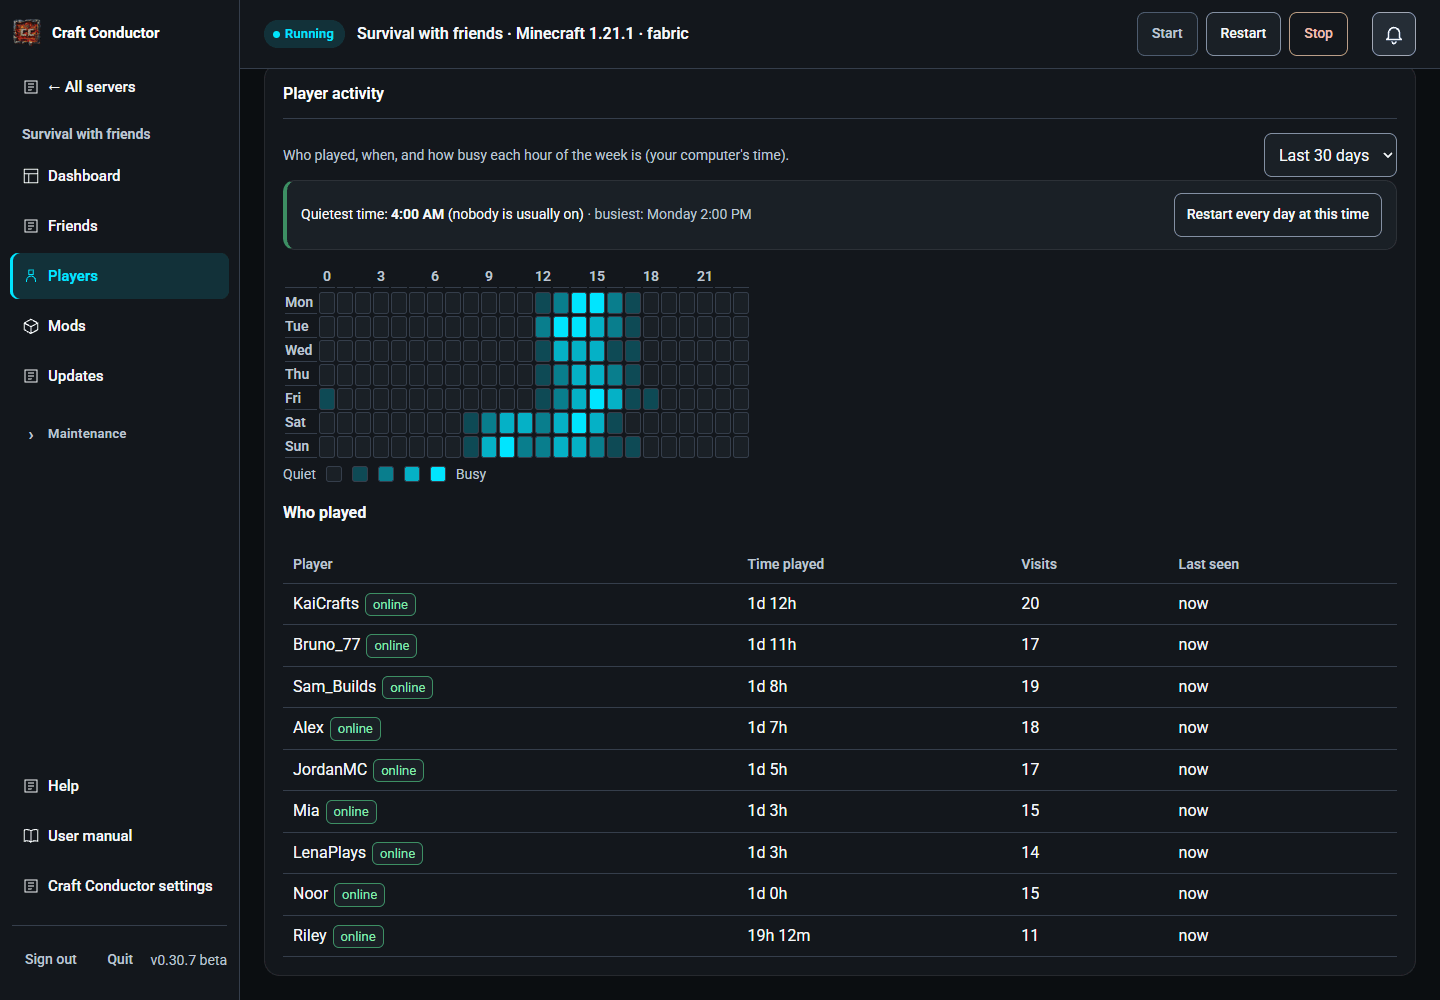 Craft Conductor
← All servers
Survival with friends
Dashboard
Friends
Players
Mods
Updates
› Maintenance
Help
User manual
Craft Conductor settings
Sign out Quit v0.30.7 beta
Running Survival with friends · Minecraft 1.21.1 · fabric Start Restart Stop
Player activity
Who played, when, and how busy each hour of the week is (your computer's time). Last 30 days
Quietest time: 4:00 AM (nobody is usually on) · busiest: Monday 2:00 PM Restart every day at this time
0 3 6 9 12 15 18 21
Mon
Tue
Wed
Thu
Fri
Sat
Sun
Quiet Busy
Who played
Player Time played Visits Last seen
KaiCrafts online 1d 12h 20 now
Bruno_77 online 1d 11h 17 now
Sam_Builds online 1d 8h 19 now
Alex online 1d 7h 18 now
JordanMC online 1d 5h 17 now
Mia online 1d 3h 15 now
LenaPlays online 1d 3h 14 now
Noor online 1d 0h 15 now
Riley online 19h 12m 11 now